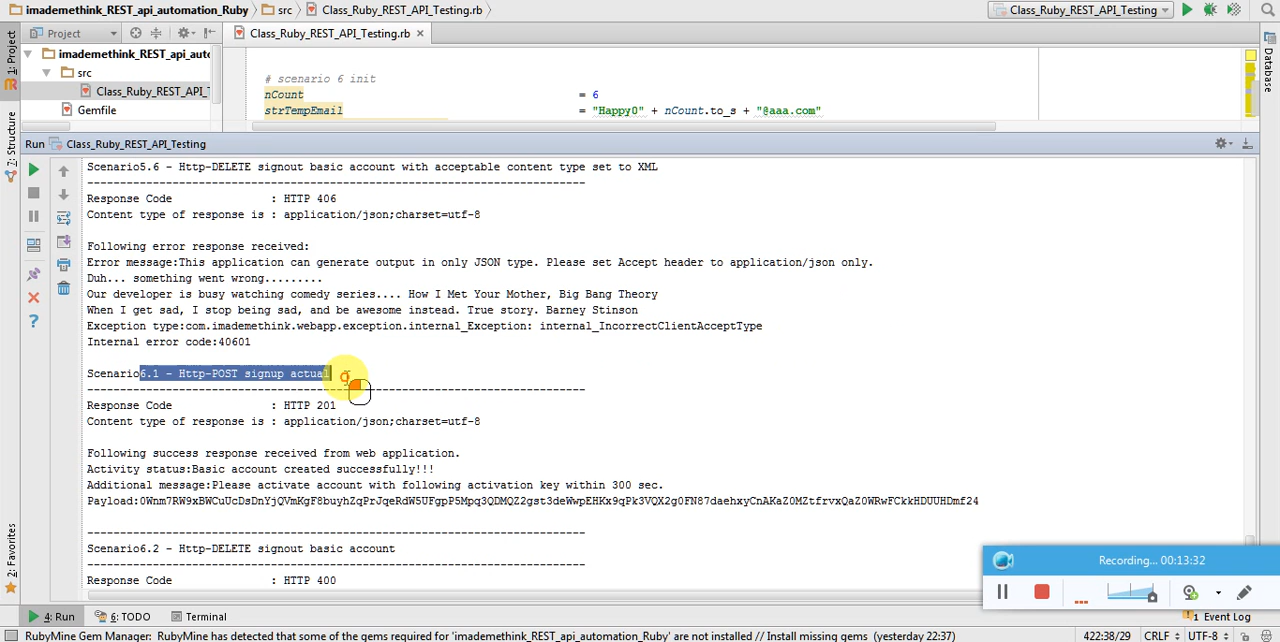 imademethink_REST_api_automation_Ruby
src
Class_Ruby_REST_API_Testing.rb
Class_Ruby_REST_API_Testing
1: Project
Project
Class_Ruby_REST_API_Testing.rb
imademethink_REST_api_auto
src
Class_Ruby_REST_API_T
Gemfile
# scenario 6 init
nCount = 6
strTempEmail = "Happy0" + nCount.to_s + "@aaa.com"
Database
Z: Structure
Run Class_Ruby_REST_API_Testing
Scenario5.6 - Http-DELETE signout basic account with acceptable content type set to XML
----------------------------------------------------------------------------
Response Code : HTTP 406
Content type of response is : application/json;charset=utf-8
Following error response received:
Error message:This application can generate output in only JSON type. Please set Accept header to application/json only.
Duh... something went wrong.........
Our developer is busy watching comedy series.... How I Met Your Mother, Big Bang Theory
When I get sad, I stop being sad, and be awesome instead. True story. Barney Stinson
Exception type:com.imademethink.webapp.exception.internal_Exception: internal_IncorrectClientAcceptType
Internal error code:40601
Scenario6.1 - Http-POST signup actual
----------------------------------------------------------------------------
Response Code : HTTP 201
Content type of response is : application/json;charset=utf-8
Following success response received from web application.
Activity status:Basic account created successfully!!!
Additional message:Please activate account with following activation key within 300 sec.
Payload:0Wnm7RW9xBWCuUcDsDnYjQVmKgF8buyhZqPrJqeRdW5UFgpP5Mpq3QDMQZ2gst3deWwpEHKx9qPk3VQX2g0FN87daehxyCnAKaZ0MZtfrvxQaZ0WRwFCkkHDUUHDmf24
----------------------------------------------------------------------------
Scenario6.2 - Http-DELETE signout basic account
----------------------------------------------------------------------------
Response Code : HTTP 400
2: Favorites
Recording... 00:13:32
4: Run
6: TODO
Terminal
1 Event Log
RubyMine Gem Manager: RubyMine has detected that some of the gems required for 'imademethink_REST_api_automation_Ruby' are not installed // Install missing gems (yesterday 22:37)
422:38/29
CRLF
UTF-8